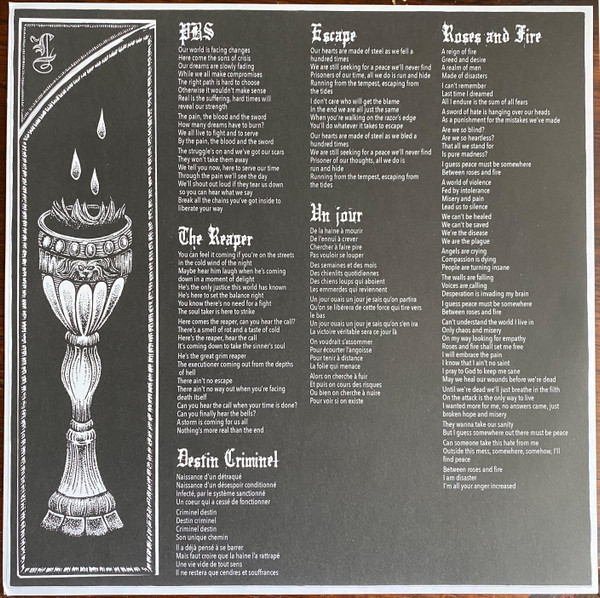 PBS
Our world is facing changes
Here come the sons of crisis
Our dreams are slowly fading
While we all make compromises
The right path is hard to choose
Otherwise it wouldn't make sense
Real is the suffering, hard times will
reveal our strength
The pain, the blood and the sword
How many dreams have to burn?
We all live to fight and to serve
By the pain, the blood and the sword
The struggle's on and we've got our scars
They won't take them away
We tell you now, here to serve our time
Through the pain we'll see the day
We'll shout out loud if they tear us down
so you can hear what we say
Break all the chains you've got inside to
liberate your way
The Reaper
You can feel it coming if you're on the streets
in the cold wind of the night
Maybe hear him laugh when he's coming
down in a moment of delight
He's the only justice this world has known
He's here to set the balance right
You know there's no need for a fight
The soul taker is here to strike
Here comes the reaper, can you hear the call?
There's a smell of rot and a taste of cold
Here's the reaper, hear the call
It's coming down to take the sinner's soul
He's the great grim reaper
The executioner coming out from the depths
of hell
There ain't no escape
There ain't no way out when you're facing
death itself
Can you hear the call when your time is done?
Can you finally hear the bells?
A storm is coming for us all
Nothing's more real than the end
Destin Criminel
Naissance d'un détraqué
Naissance d'un désespoir conditionné
Infecté, par le système sanctionné
Un coeur qui a cessé de fonctionner
Criminel destin
Destin criminel
Criminel destin
Son unique chemin
Il a déjà pensé à se barrer
Mais faut croire que la haine l'a rattrapé
Une vie vide de tout sens
Il ne restera que cendres et souffrances
Escape
Our hearts are made of steel as we fell a
hundred times
We are still seeking for a peace we'll never find
Prisoners of our time, all we do is run and hide
Running from the tempest, escaping from
the tides
I don't care who will get the blame
In the end we are all just the same
When you're walking on the razor's edge
You'll do whatever it takes to escape
Our hearts are made of steel as we bled a
hundred times
We are still seeking for a peace we'll never find
Prisoner of our thoughts, all we do is
run and hide
Running from the tempest, escaping from
the tides
Un jour
De la haine à mourir
De l'ennui à crever
Chercher à faire pire
Pas vouloir se louper
Des semaines et des mois
Des chienlits quotidiennes
Des chiens loups qui aboient
Les emmerdes qui reviennent
Un jour ouais un jour je sais qu'on partira
Qu'on se libérera de cette force qui tire vers
le bas
Un jour ouais un jour je sais qu'on s'en ira
La victoire véritable sera ce jour là
On voudrait s'assommer
Pour écourter l'angoisse
Pour tenir à distance
La folie qui menace
Alors on cherche à fuir
Et puis on court des risques
Ou bien on cherche à nuire
Pour voir si on existe
Roses and Fire
A reign of fire
Greed and desire
A realm of men
Made of disasters
I can't remember
Last time I dreamed
All I endure is the sum of all fears
A sword of hate is hanging over our heads
As a punishment for the mistakes we've made
Are we so blind?
Are we so heartless?
That all we stand for
Is pure madness?
I guess peace must be somewhere
Between roses and fire
A world of violence
Fed by intolerance
Misery and pain
Lead us to silence
We can't be healed
We can't be saved
We're the disease
We are the plague
Angels are crying
Compassion is dying
People are turning insane
The walls are falling
Voices are calling
Desperation is invading my brain
I guess peace must be somewhere
Between roses and fire
Can't understand the world I live in
Only chaos and misery
On my way looking for empathy
Roses and fire shall set me free
I will embrace the pain
I know that I ain't no saint
I pray to God to keep me sane
May we heal our wounds before we're dead
Until we're dead we'll just breathe in the filth
On the attack is the only way to live
I wanted more for me, no answers came, just
broken hope and misery
They wanna take our sanity
But I guess somewhere out there must be peace
Can someone take this hate from me
Outside this mess, somewhere, somehow, I'll
find peace
Between roses and fire
I am disaster
I'm all your anger increased